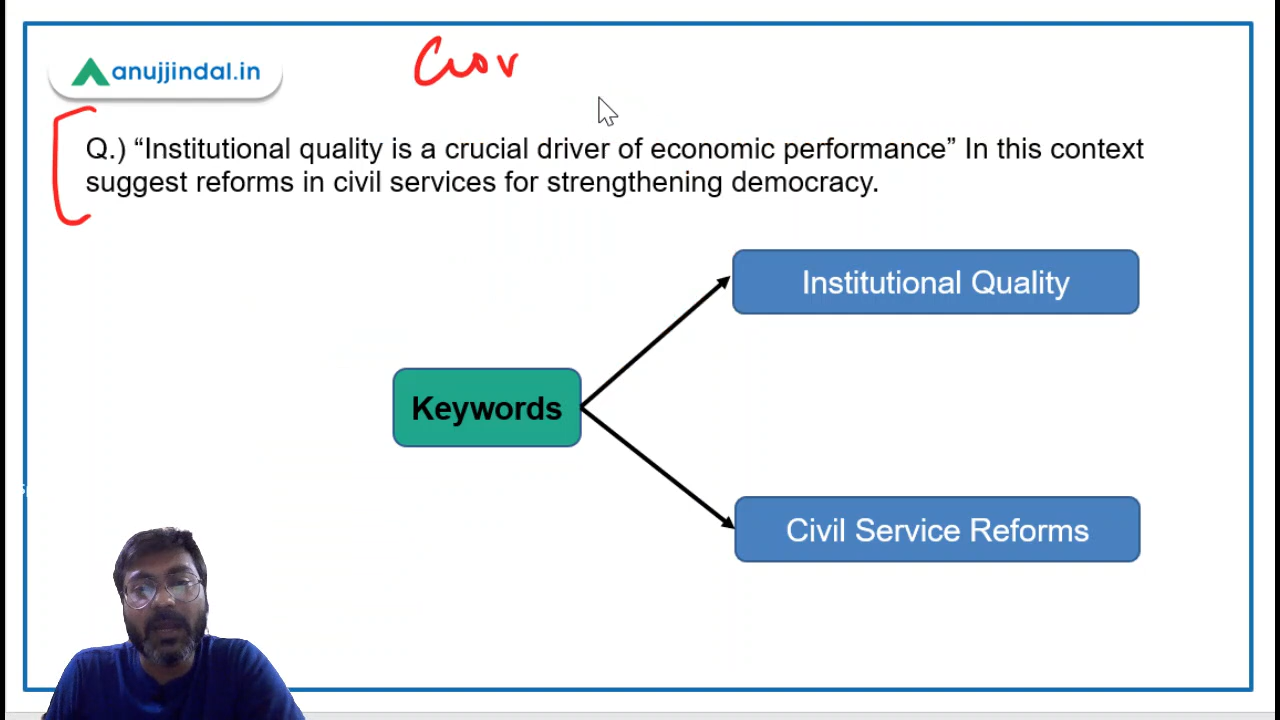 anujjindal.in
Gov
Q.) “Institutional quality is a crucial driver of economic performance” In this context
suggest reforms in civil services for strengthening democracy.
Institutional Quality
Keywords
Civil Service Reforms